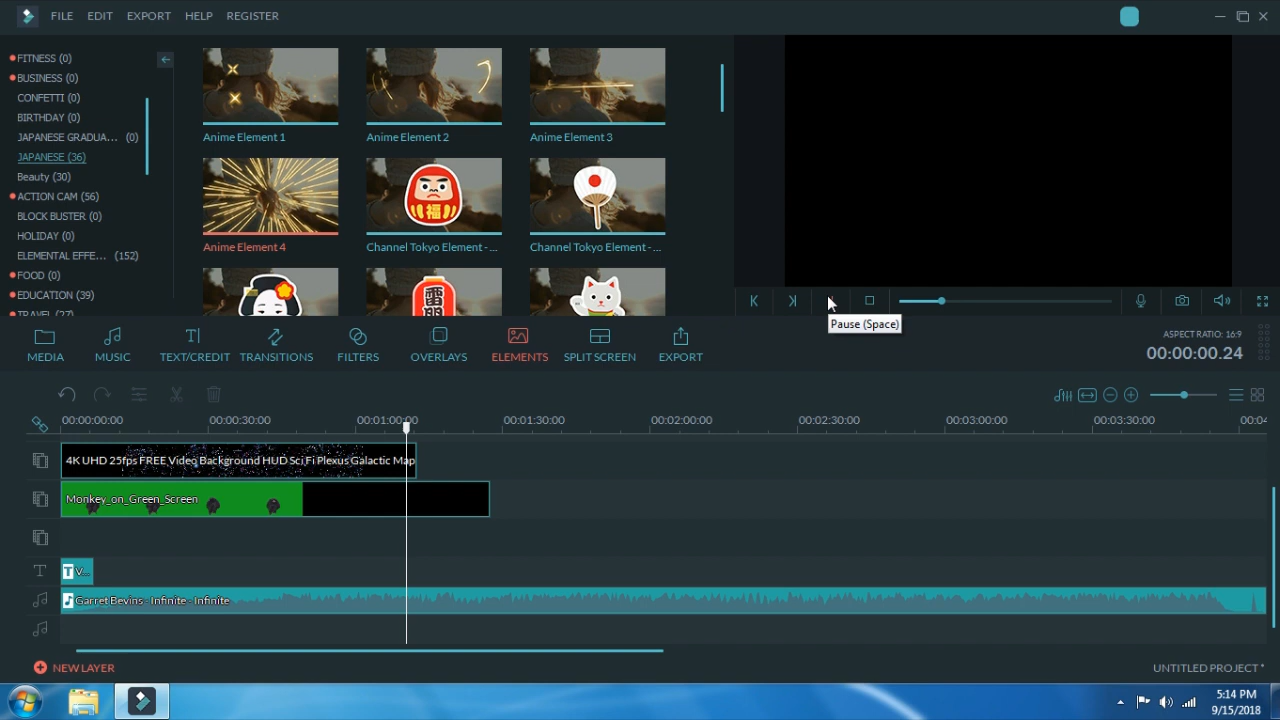 FILE EDIT EXPORT HELP REGISTER
FITNESS (0)
BUSINESS (0)
CONFETTI (0)
BIRTHDAY (0)
JAPANESE GRADUA... (0)
JAPANESE (36)
Beauty (30)
ACTION CAM (56)
BLOCK BUSTER (0)
HOLIDAY (0)
ELEMENTAL EFFE... (152)
FOOD (0)
EDUCATION (39)
TRAVEL (27)
Anime Element 1 Anime Element 2 Anime Element 3
福
Anime Element 4 Channel Tokyo Element - ... Channel Tokyo Element - ...
Pause (Space)
MEDIA MUSIC TEXT/CREDIT TRANSITIONS FILTERS OVERLAYS ELEMENTS SPLIT SCREEN EXPORT
ASPECT RATIO: 16:9
00:00:00.24
00:00:00:00 00:00:30:00 00:01:00:00 00:01:30:00 00:02:00:00 00:02:30:00 00:03:00:00 00:03:30:00 00:04
4K UHD 25fps FREE Video Background HUD Sci Fi Plexus Galactic Map
Monkey_on_Green_Screen
T V...
Garret Bevins - Infinite - Infinite
NEW LAYER
UNTITLED PROJECT *
5:14 PM
9/15/2018